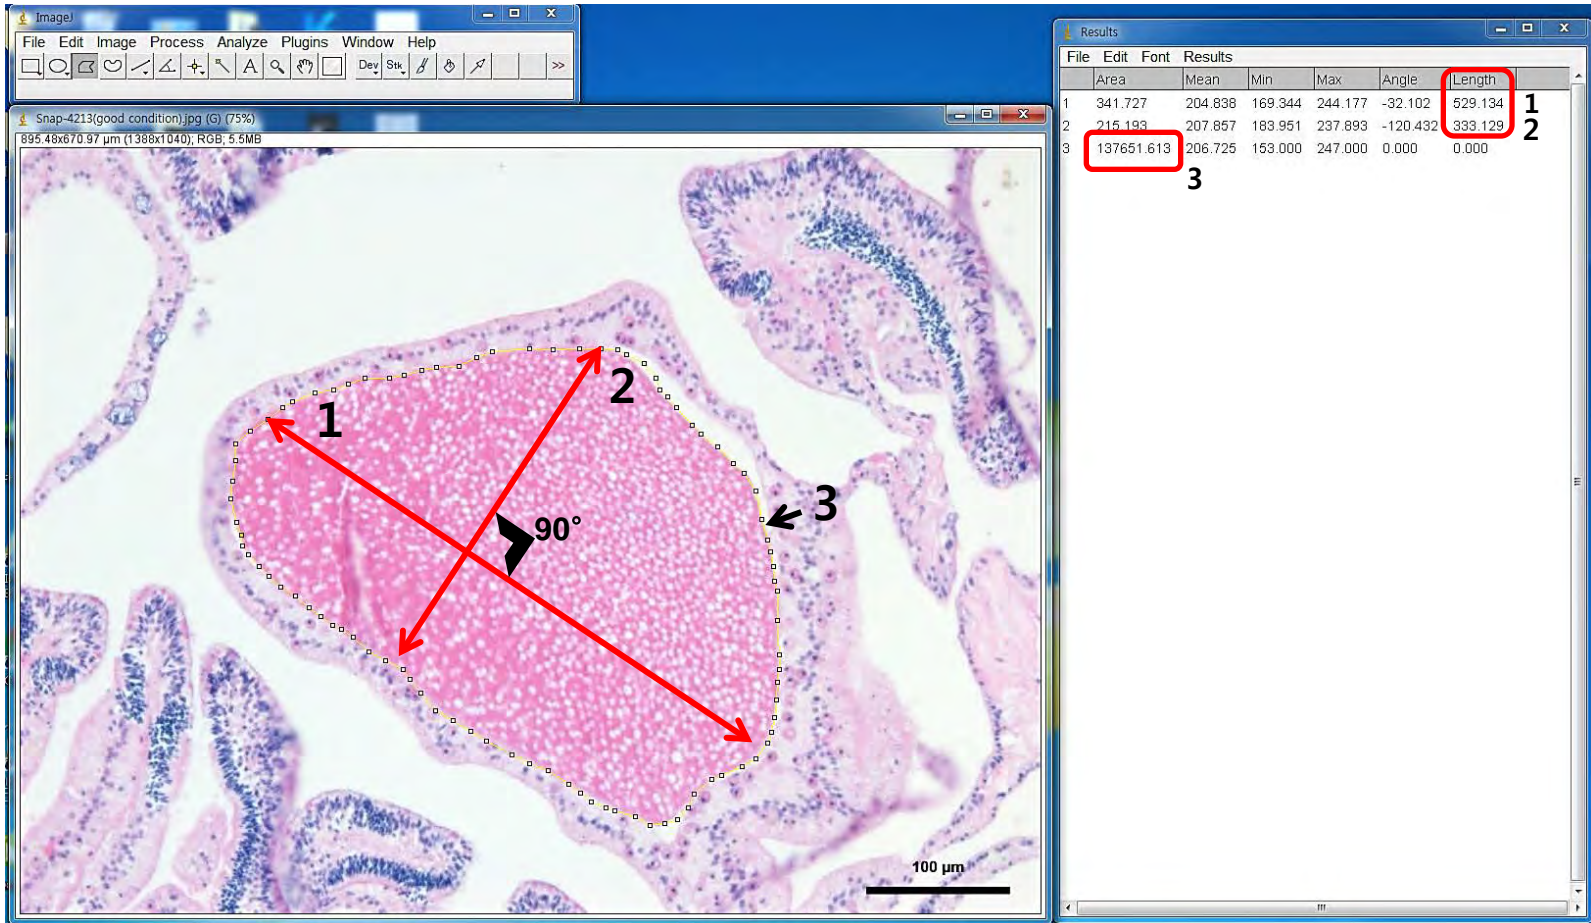 ImageJ
File Edit Image Process Analyze Plugins Window Help
A Dev Stk >>
Snap-4213(good condition).jpg (G) (75%)
895.48x670.97 µm (1388x1040); RGB; 5.5MB
1
2
3
90°
100 µm
Results
File Edit Font Results
Area Mean Min Max Angle Length
1 341.727 204.838 169.344 244.177 -32.102 529.134 1
2 215.193 207.857 183.951 237.893 -120.432 333.129 2
3 137651.613 206.725 153.000 247.000 0.000 0.000
3